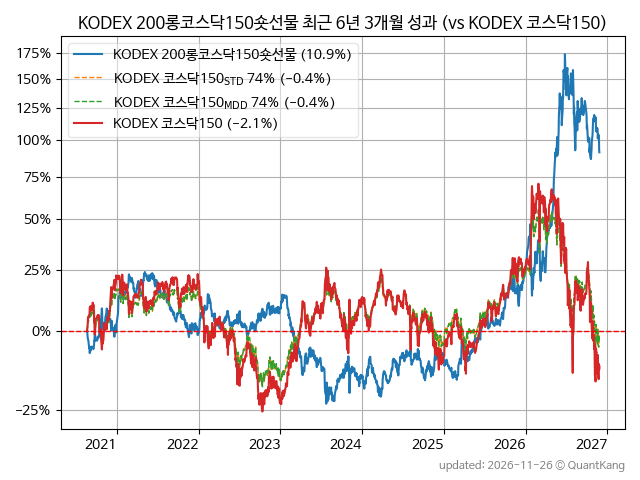 KODEX 200롱코스닥150숏선물 최근 6년 3개월 성과 (vs KODEX 코스닥150)
KODEX 200롱코스닥150숏선물 (10.9%)
KODEX 코스닥150STD 74% (−0.4%)
KODEX 코스닥150MDD 74% (−0.4%)
KODEX 코스닥150 (−2.1%)
175%
150%
125%
100%
75%
50%
25%
0%
−25%
2021 2022 2023 2024 2025 2026 2027
updated: 2026-11-26 © QuantKang